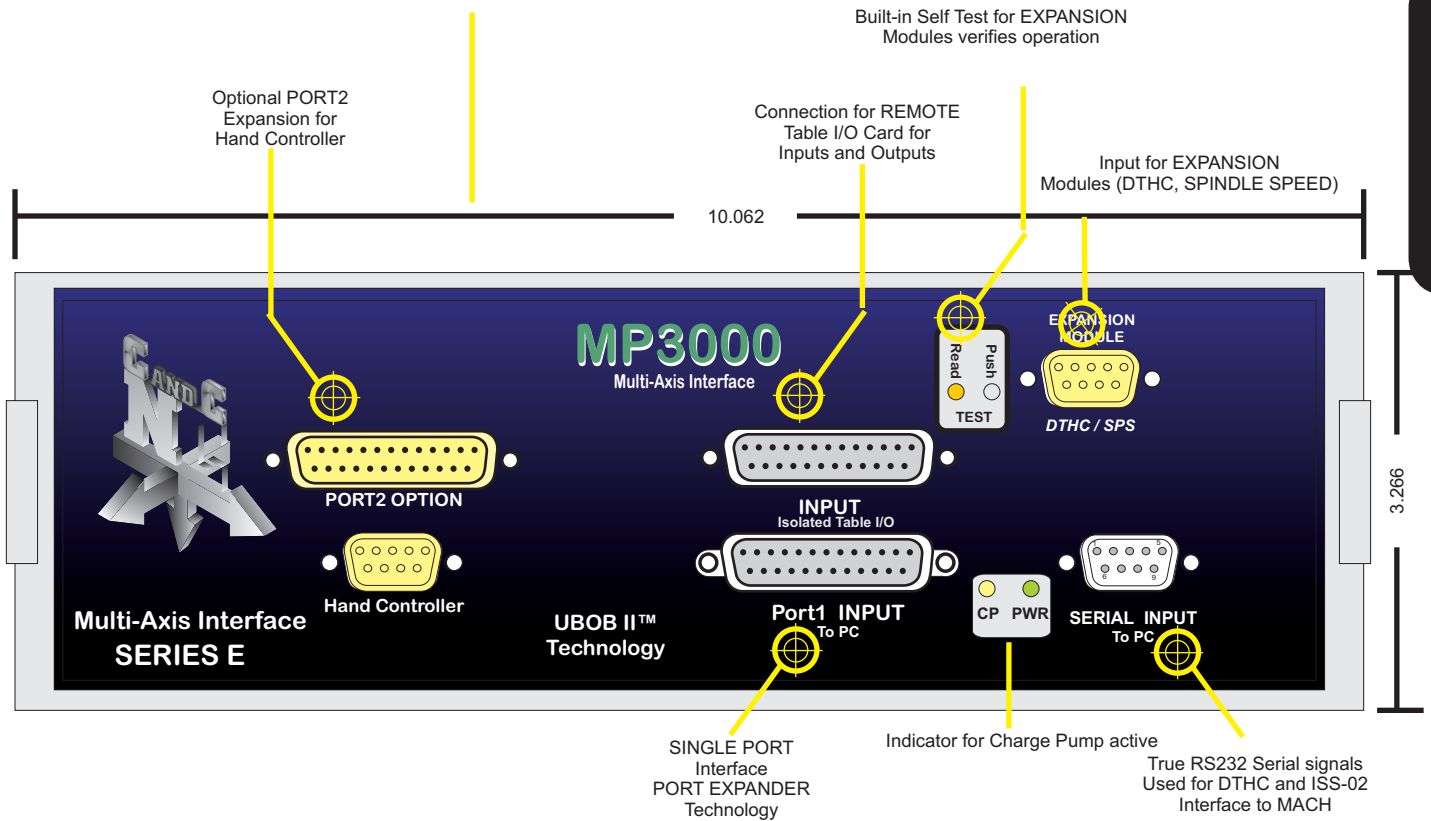 Built-in Self Test for EXPANSION
Modules verifies operation
Optional PORT2
Expansion for
Hand Controller
Connection for REMOTE
Table I/O Card for
Inputs and Outputs
Input for EXPANSION
Modules (DTHC, SPINDLE SPEED)
10.062
3.266
C AND C
N
MP3000
Multi-Axis Interface
Read
Push
TEST
EXPANSION
MODULE
DTHC / SPS
PORT2 OPTION
INPUT
Isolated Table I/O
Hand Controller
Multi-Axis Interface
SERIES E
UBOB II™
Technology
Port1 INPUT
To PC
CP PWR
1 5
6 9
SERIAL INPUT
To PC
SINGLE PORT
Interface
PORT EXPANDER
Technology
Indicator for Charge Pump active
True RS232 Serial signals
Used for DTHC and ISS-02
Interface to MACH